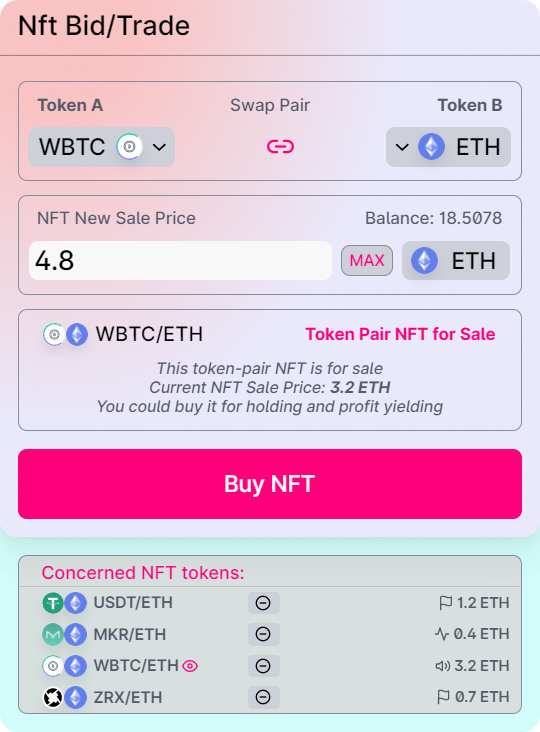 Nft Bid/Trade
Token A Swap Pair Token B
WBTC ETH
NFT New Sale Price Balance: 18.5078
4.8 MAX ETH
WBTC/ETH Token Pair NFT for Sale
This token-pair NFT is for sale
Current NFT Sale Price: 3.2 ETH
You could buy it for holding and profit yielding
Buy NFT
Concerned NFT tokens:
USDT/ETH 1.2 ETH
MKR/ETH 0.4 ETH
WBTC/ETH 3.2 ETH
ZRX/ETH 0.7 ETH